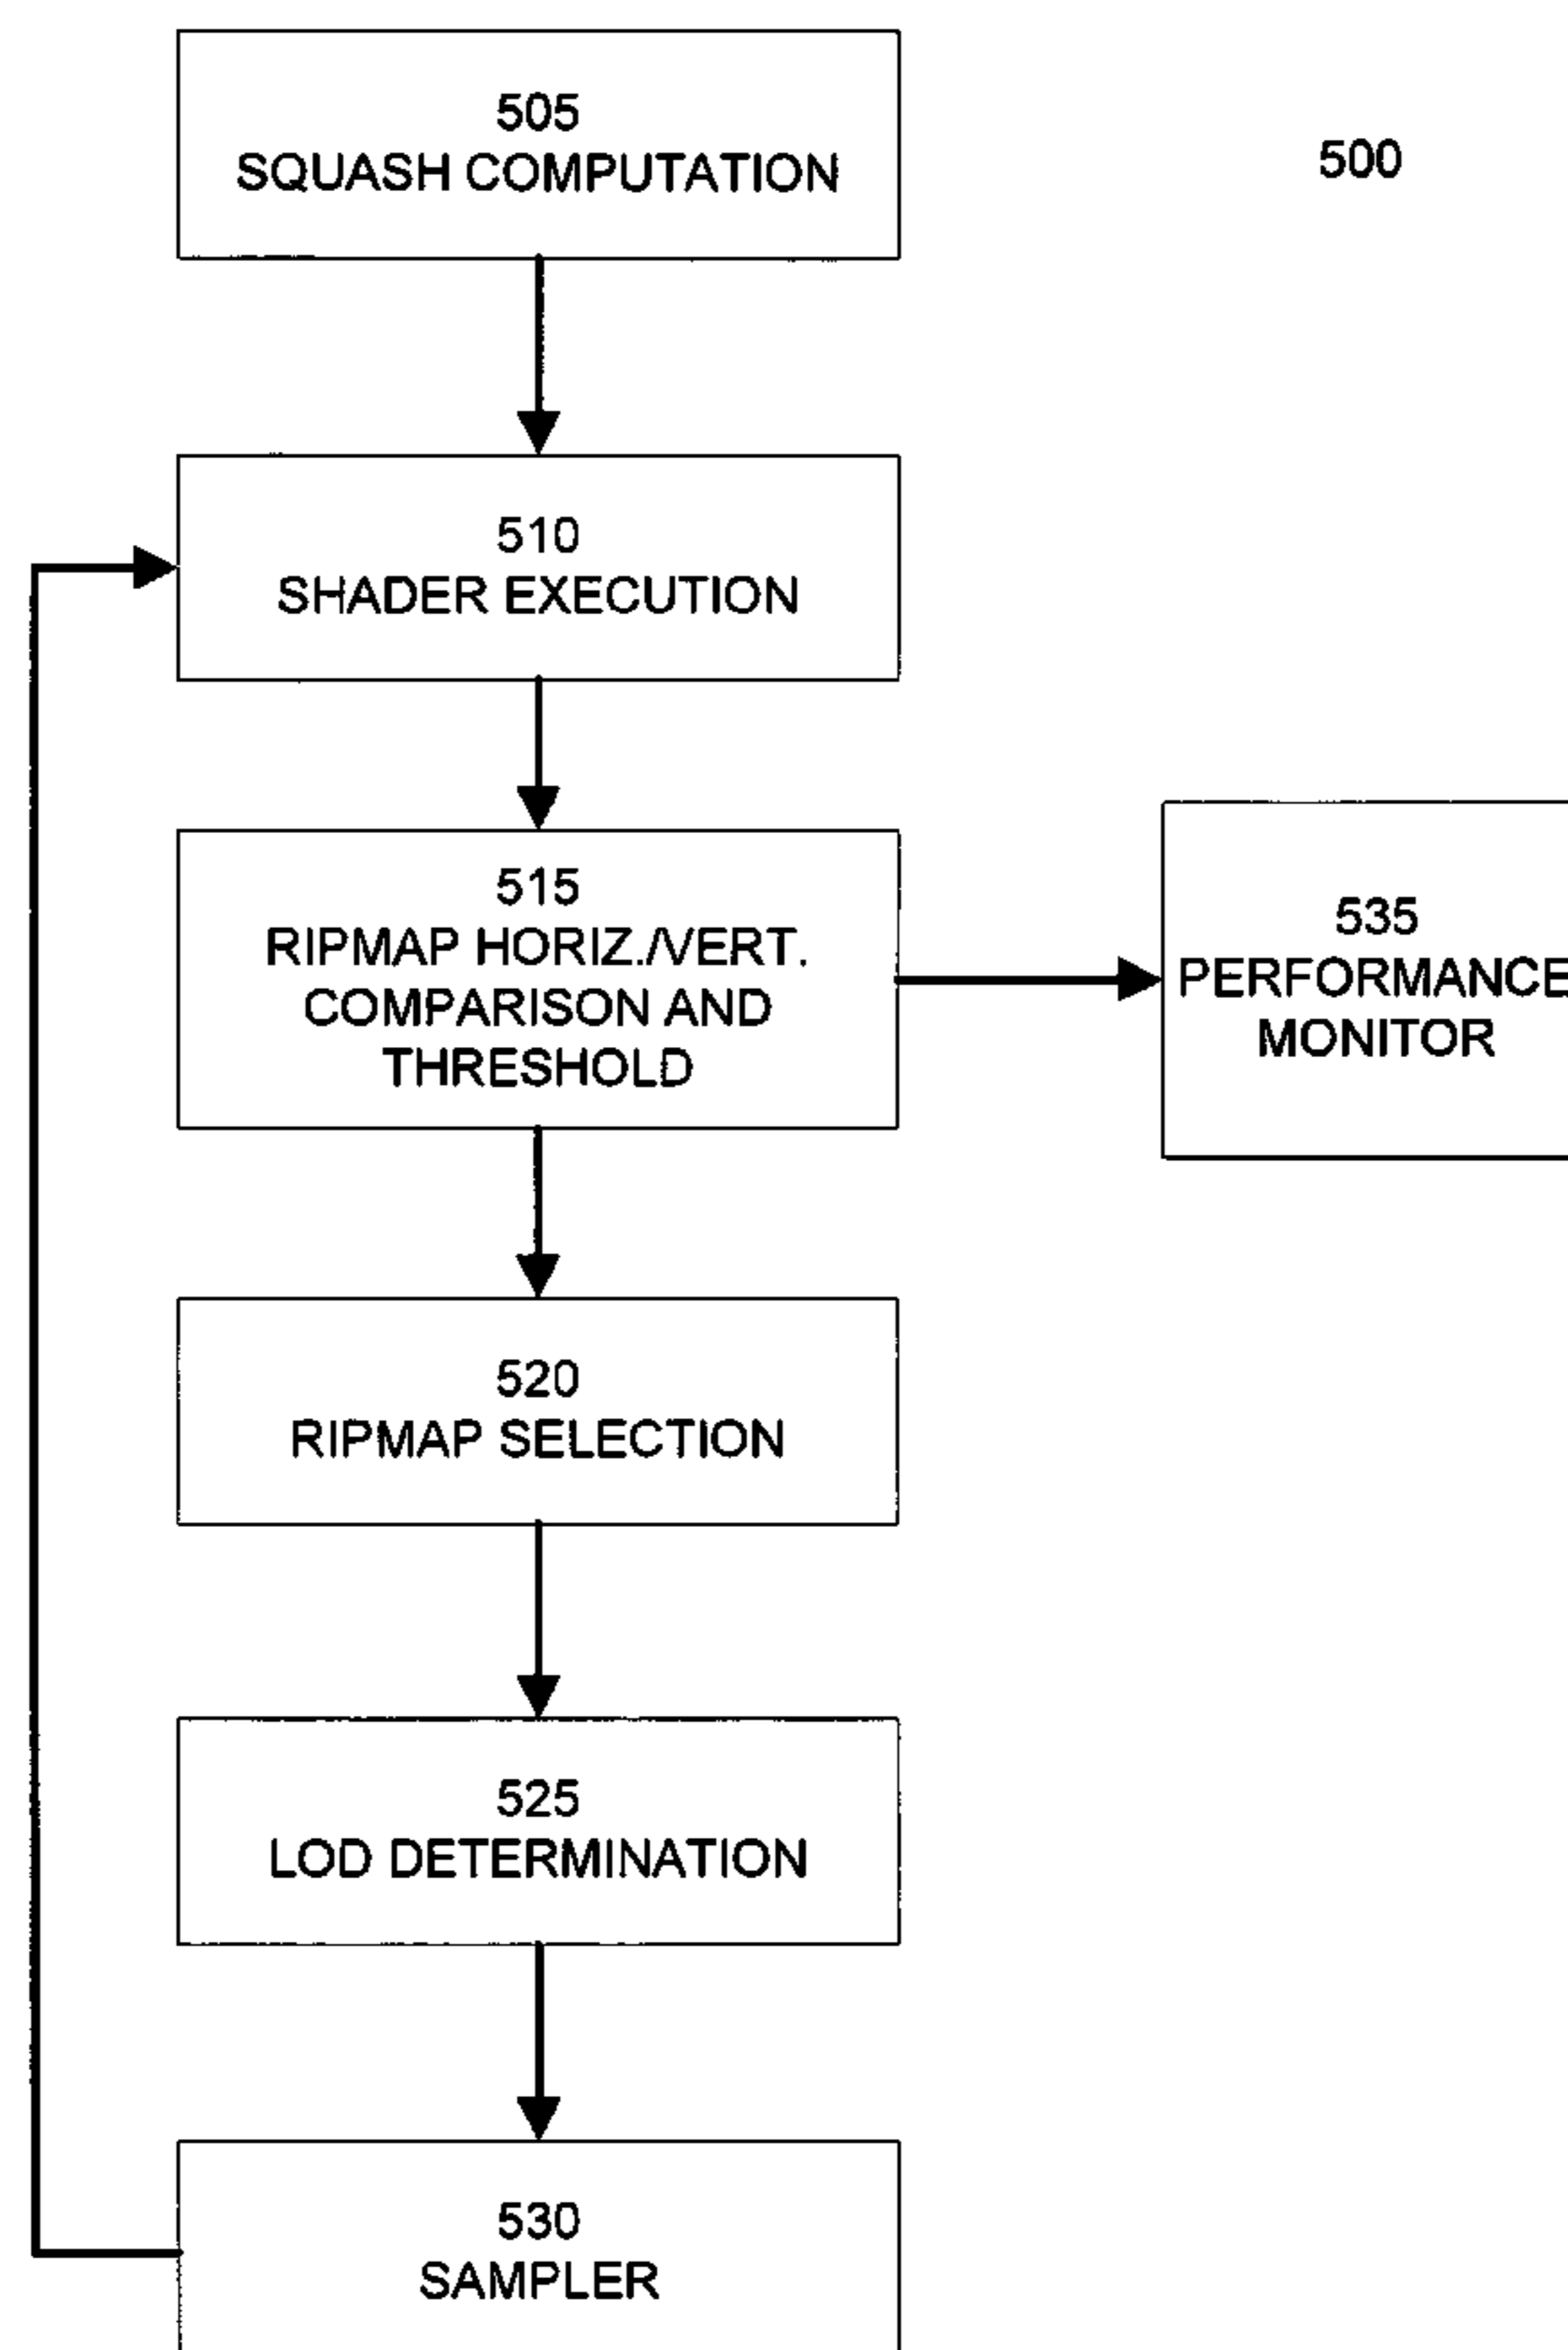 505
SQUASH COMPUTATION
500
510
SHADER EXECUTION
515
RIPMAP HORIZ./VERT.
COMPARISON AND
THRESHOLD
535
PERFORMANCE
MONITOR
520
RIPMAP SELECTION
525
LOD DETERMINATION
530
SAMPLER